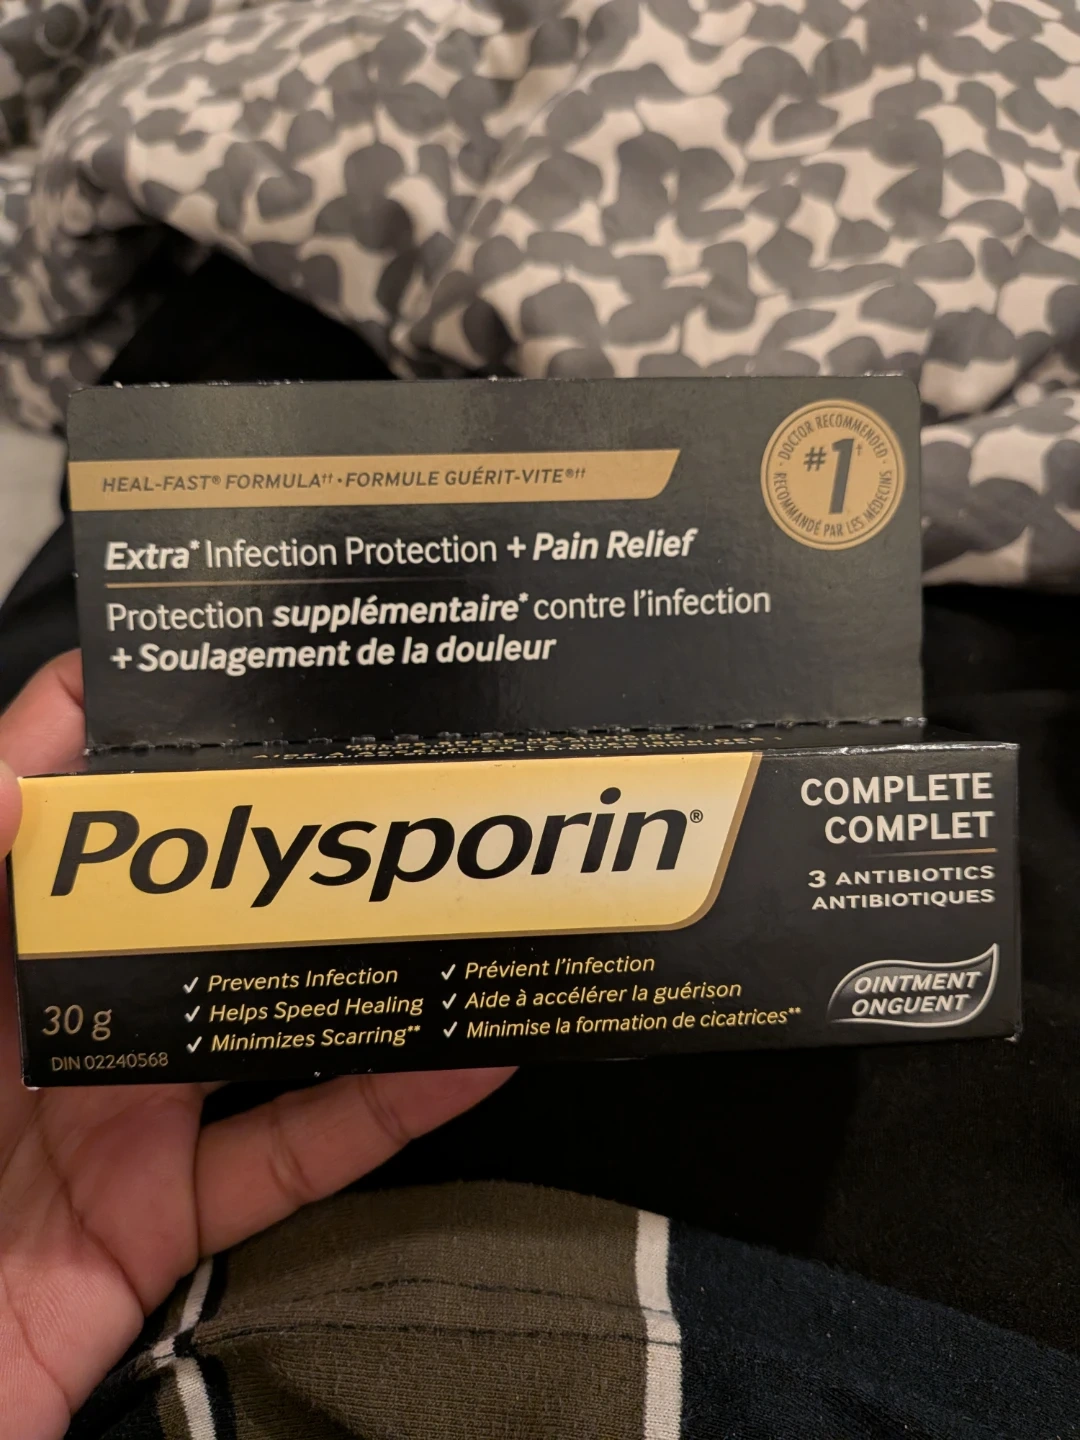 HEAL-FAST® FORMULA†† • FORMULE GUÉRIT-VITE®††
DOCTOR RECOMMENDED
#1†
RECOMMANDÉ PAR LES MÉDECINS
Extra* Infection Protection + Pain Relief
Protection supplémentaire* contre l'infection
+ Soulagement de la douleur
Polysporin®
COMPLETE
COMPLET
3 ANTIBIOTICS
ANTIBIOTIQUES
✓ Prevents Infection
✓ Helps Speed Healing
✓ Minimizes Scarring**
✓ Prévient l'infection
✓ Aide à accélérer la guérison
✓ Minimise la formation de cicatrices**
OINTMENT
ONGUENT
30 g
DIN 02240568